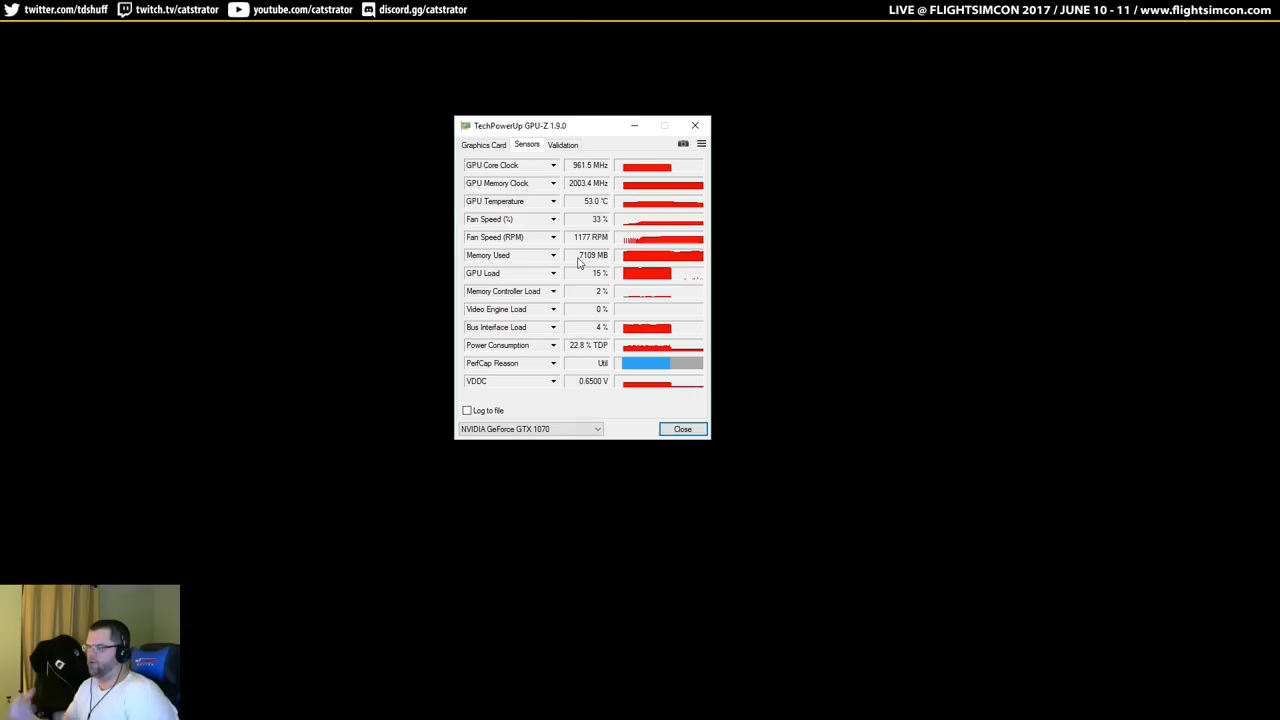 twitter.com/tdshuff twitch.tv/catstrator youtube.com/catstrator discord.gg/catstrator LIVE @ FLIGHTSIMCON 2017 / JUNE 10 - 11 / www.flightsimcon.com
TechPowerUp GPU-Z 1.9.0
Graphics Card Sensors Validation
GPU Core Clock 961.5 MHz
GPU Memory Clock 2003.4 MHz
GPU Temperature 53.0 °C
Fan Speed (%) 33 %
Fan Speed (RPM) 1177 RPM
Memory Used 7109 MB
GPU Load 15 %
Memory Controller Load 2 %
Video Engine Load 0 %
Bus Interface Load 4 %
Power Consumption 22.8 % TDP
PerfCap Reason Util
VDDC 0.6500 V
Log to file
NVIDIA GeForce GTX 1070 Close